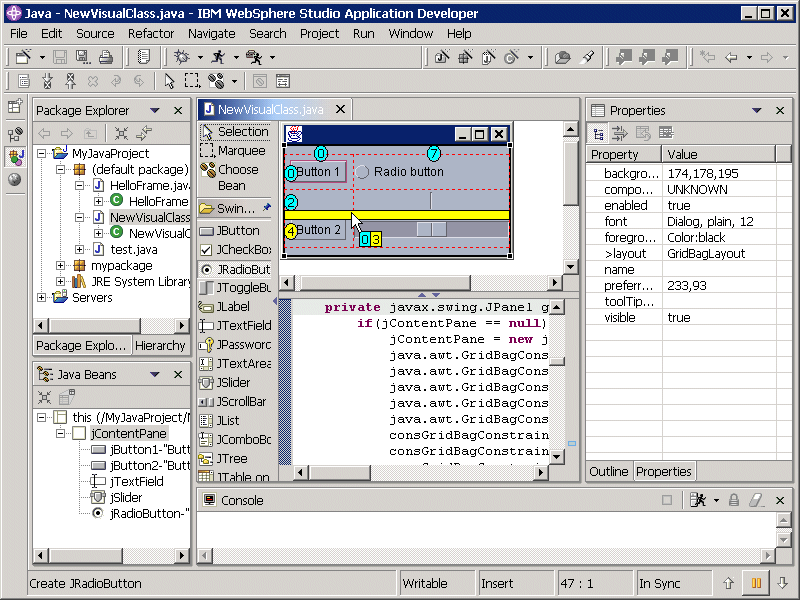 Java - NewVisualClass.java - IBM WebSphere Studio Application Developer
File Edit Source Refactor Navigate Search Project Run Window Help
Package Explorer
MyJavaProject
(default package)
HelloFrame.java
HelloFrame
NewVisualClass
NewVisualC
test.java
mypackage
JRE System Library
Servers
Package Explo... Hierarchy
Java Beans
this (/MyJavaProject/N
jContentPane
jButton1-"Butt
jButton2-"Butt
jTextField
jSlider
jRadioButton-"
NewVisualClass.java
Selection
Marquee
Choose
Bean
Swin...
JButton
JCheckBox
JRadioBut
JToggleBu
JLabel
JTextField
JPassword
JTextArea
JSlider
JScrollBar
JList
JComboBo
JTree
JTable on
0 7
0 Button 1 Radio button
2
4 Button 2
0 3
private javax.swing.JPanel g
if(jContentPane == null)
jContentPane = new j
java.awt.GridBagCons
java.awt.GridBagCons
java.awt.GridBagCons
java.awt.GridBagCons
java.awt.GridBagCons
consGridBagConstrain
consGridBagConstrain
Properties
Property Value
backgro... 174,178,195
compo... UNKNOWN
enabled true
font Dialog, plain, 12
foregro... Color:black
>layout GridBagLayout
name
preferr... 233,93
toolTip...
visible true
Outline Properties
Console
Create JRadioButton Writable Insert 47 : 1 In Sync